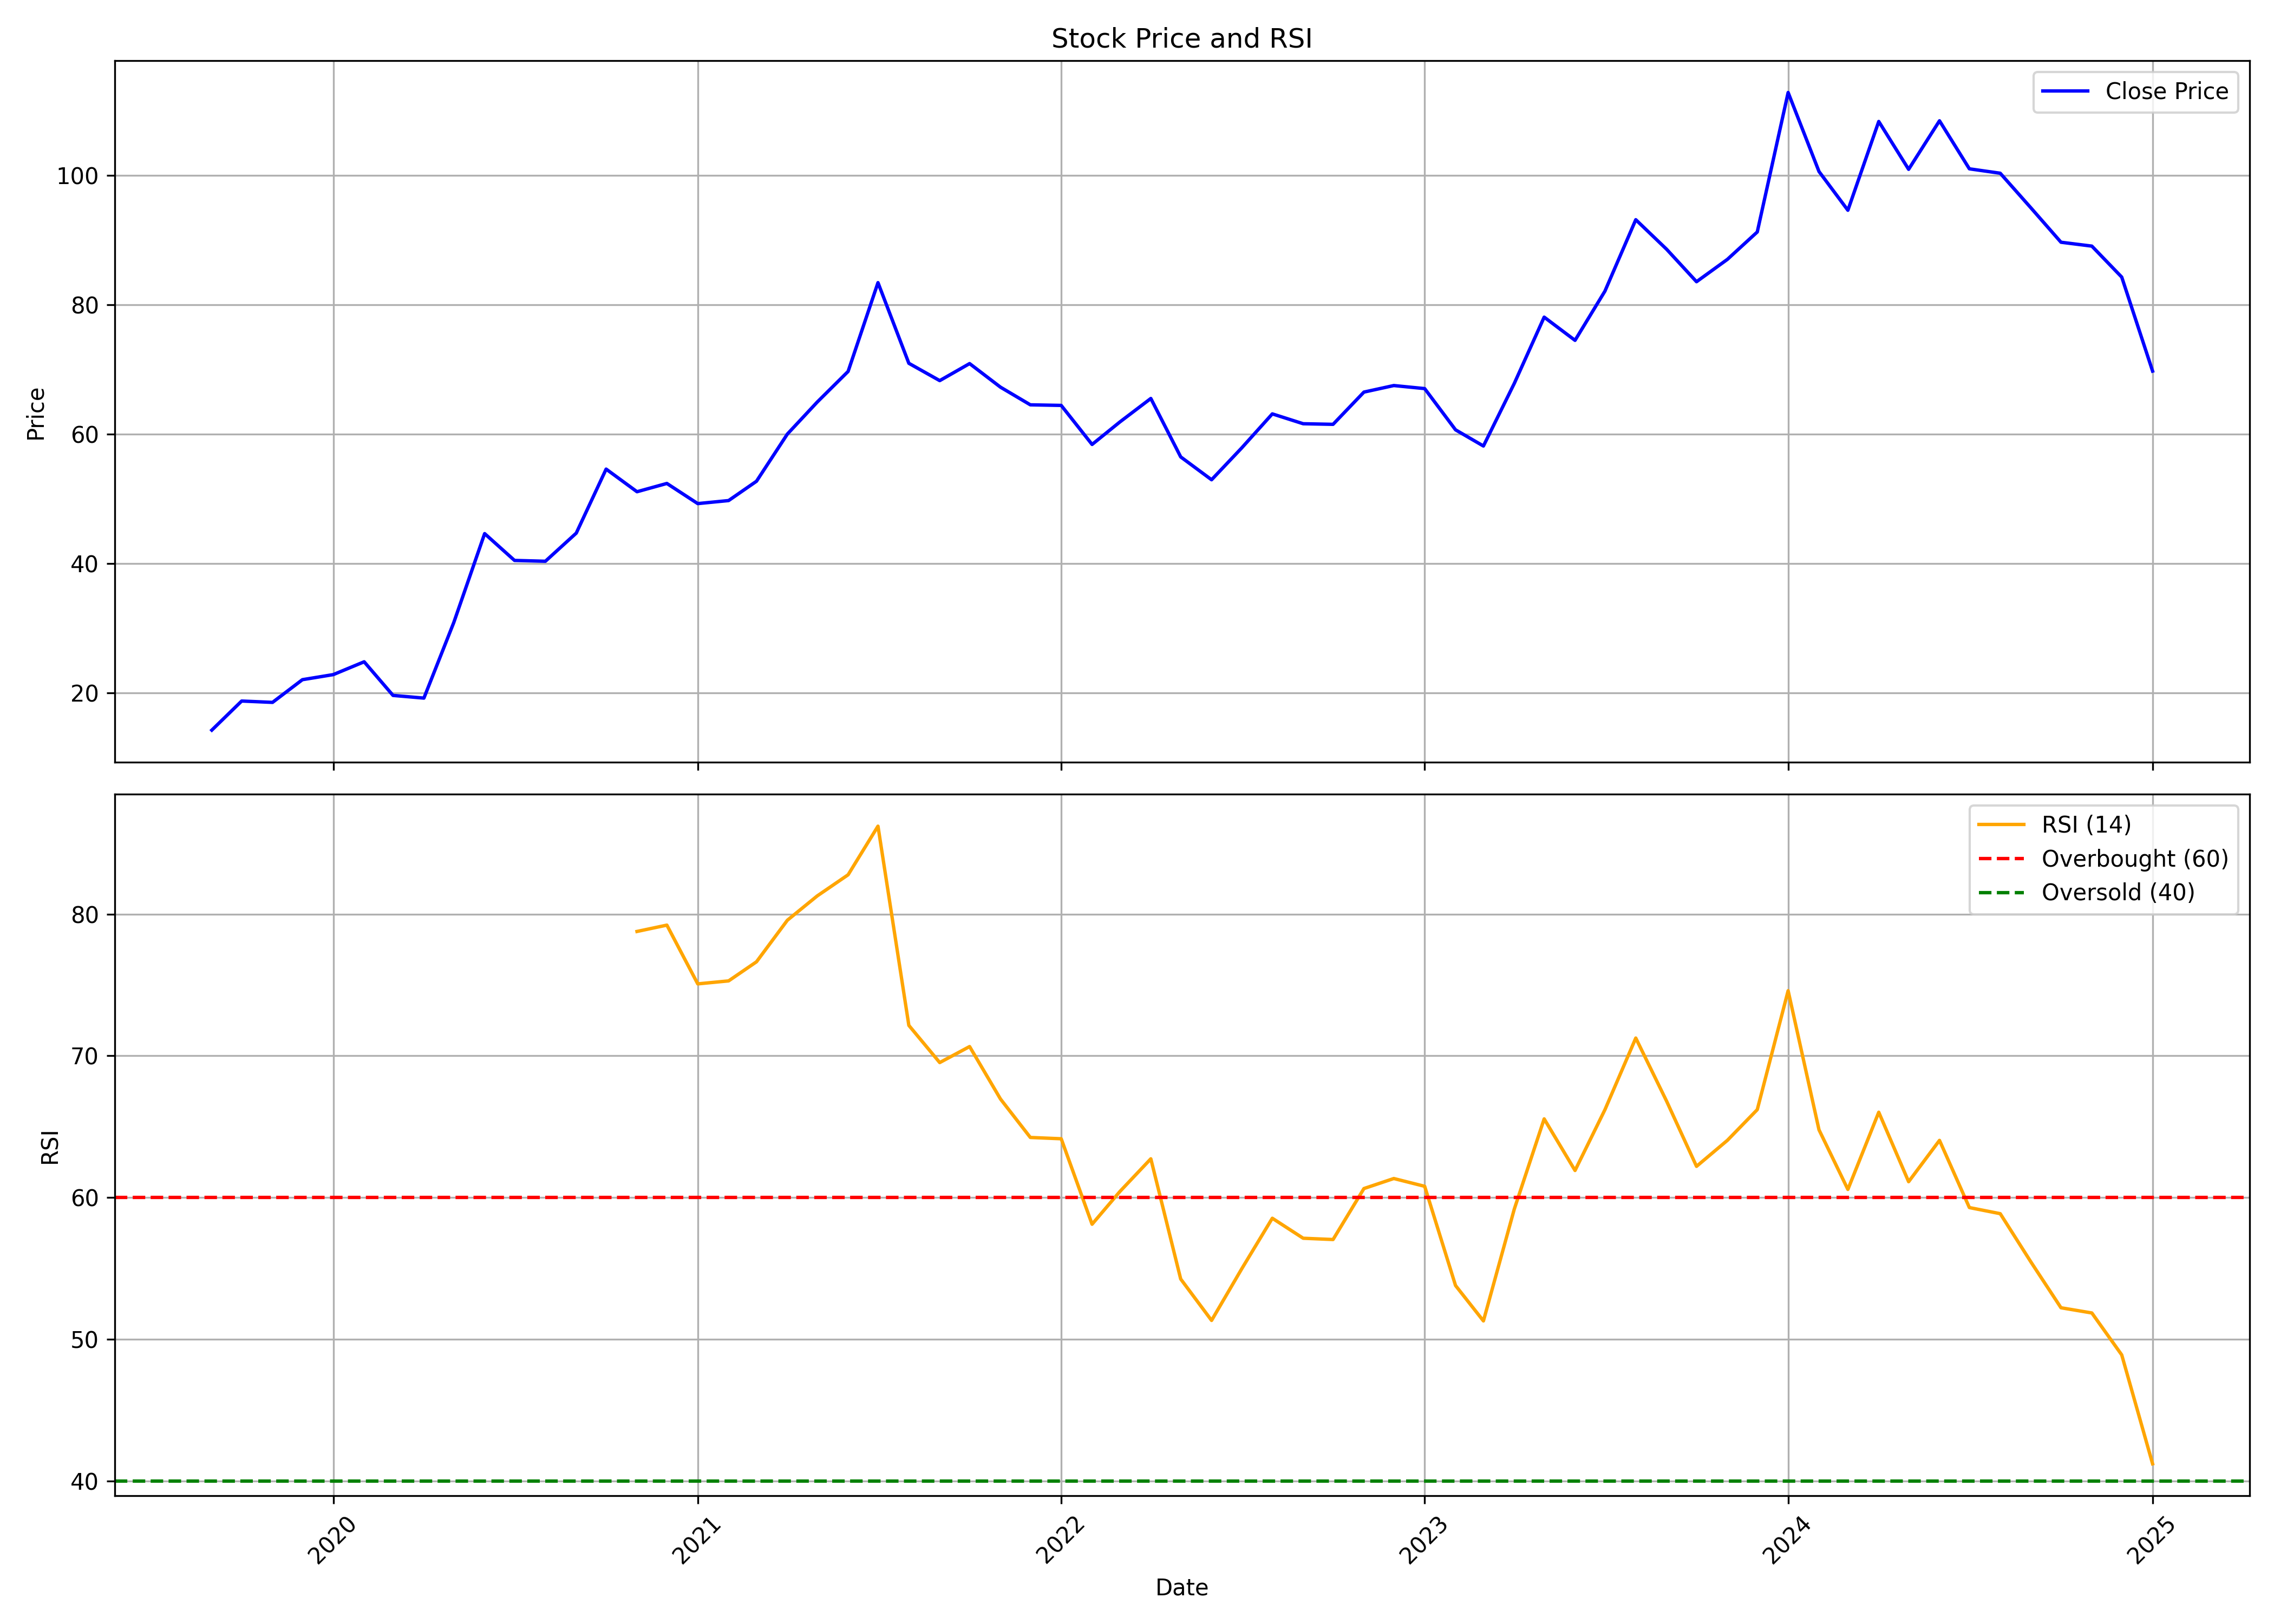 Stock Price and RSI
Close Price
Price
100
80
60
40
20
RSI (14)
Overbought (60)
Oversold (40)
RSI
80
70
60
50
40
2020
2021
2022
2023
2024
2025
Date